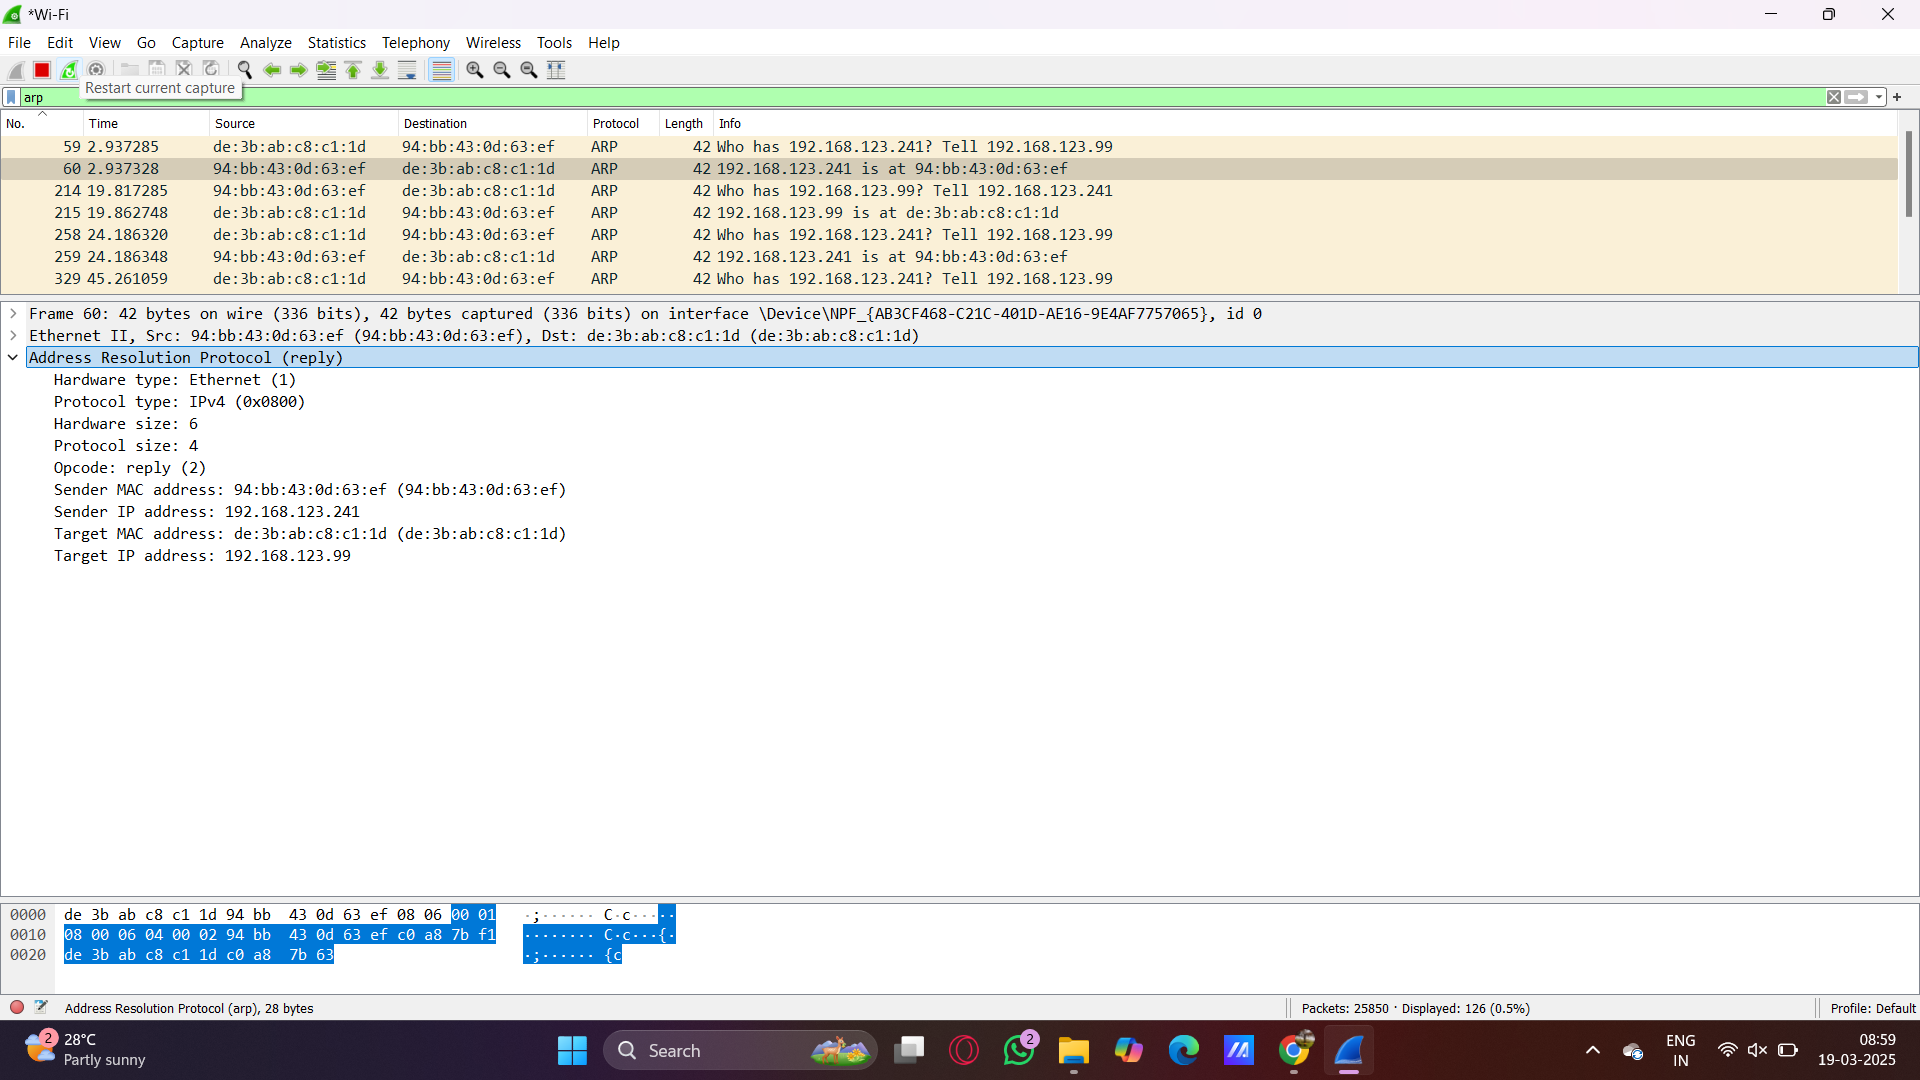 *Wi-Fi
File Edit View Go Capture Analyze Statistics Telephony Wireless Tools Help
Restart current capture
arp
No. Time Source Destination Protocol Length Info
59 2.937285 de:3b:ab:c8:c1:1d 94:bb:43:0d:63:ef ARP 42 Who has 192.168.123.241? Tell 192.168.123.99
60 2.937328 94:bb:43:0d:63:ef de:3b:ab:c8:c1:1d ARP 42 192.168.123.241 is at 94:bb:43:0d:63:ef
214 19.817285 94:bb:43:0d:63:ef de:3b:ab:c8:c1:1d ARP 42 Who has 192.168.123.99? Tell 192.168.123.241
215 19.862748 de:3b:ab:c8:c1:1d 94:bb:43:0d:63:ef ARP 42 192.168.123.99 is at de:3b:ab:c8:c1:1d
258 24.186320 de:3b:ab:c8:c1:1d 94:bb:43:0d:63:ef ARP 42 Who has 192.168.123.241? Tell 192.168.123.99
259 24.186348 94:bb:43:0d:63:ef de:3b:ab:c8:c1:1d ARP 42 192.168.123.241 is at 94:bb:43:0d:63:ef
329 45.261059 de:3b:ab:c8:c1:1d 94:bb:43:0d:63:ef ARP 42 Who has 192.168.123.241? Tell 192.168.123.99
Frame 60: 42 bytes on wire (336 bits), 42 bytes captured (336 bits) on interface \Device\NPF_{AB3CF468-C21C-401D-AE16-9E4AF7757065}, id 0
Ethernet II, Src: 94:bb:43:0d:63:ef (94:bb:43:0d:63:ef), Dst: de:3b:ab:c8:c1:1d (de:3b:ab:c8:c1:1d)
Address Resolution Protocol (reply)
Hardware type: Ethernet (1)
Protocol type: IPv4 (0x0800)
Hardware size: 6
Protocol size: 4
Opcode: reply (2)
Sender MAC address: 94:bb:43:0d:63:ef (94:bb:43:0d:63:ef)
Sender IP address: 192.168.123.241
Target MAC address: de:3b:ab:c8:c1:1d (de:3b:ab:c8:c1:1d)
Target IP address: 192.168.123.99
0000 de 3b ab c8 c1 1d 94 bb 43 0d 63 ef 08 06 00 01 ·;······ C·c·····
0010 08 00 06 04 00 02 94 bb 43 0d 63 ef c0 a8 7b f1 ········ C·c···{·
0020 de 3b ab c8 c1 1d c0 a8 7b 63 ·;······ {c
Address Resolution Protocol (arp), 28 bytes
Packets: 25850 · Displayed: 126 (0.5%)
Profile: Default
2
28°C
Partly sunny
Search
2
ENG
IN
08:59
19-03-2025